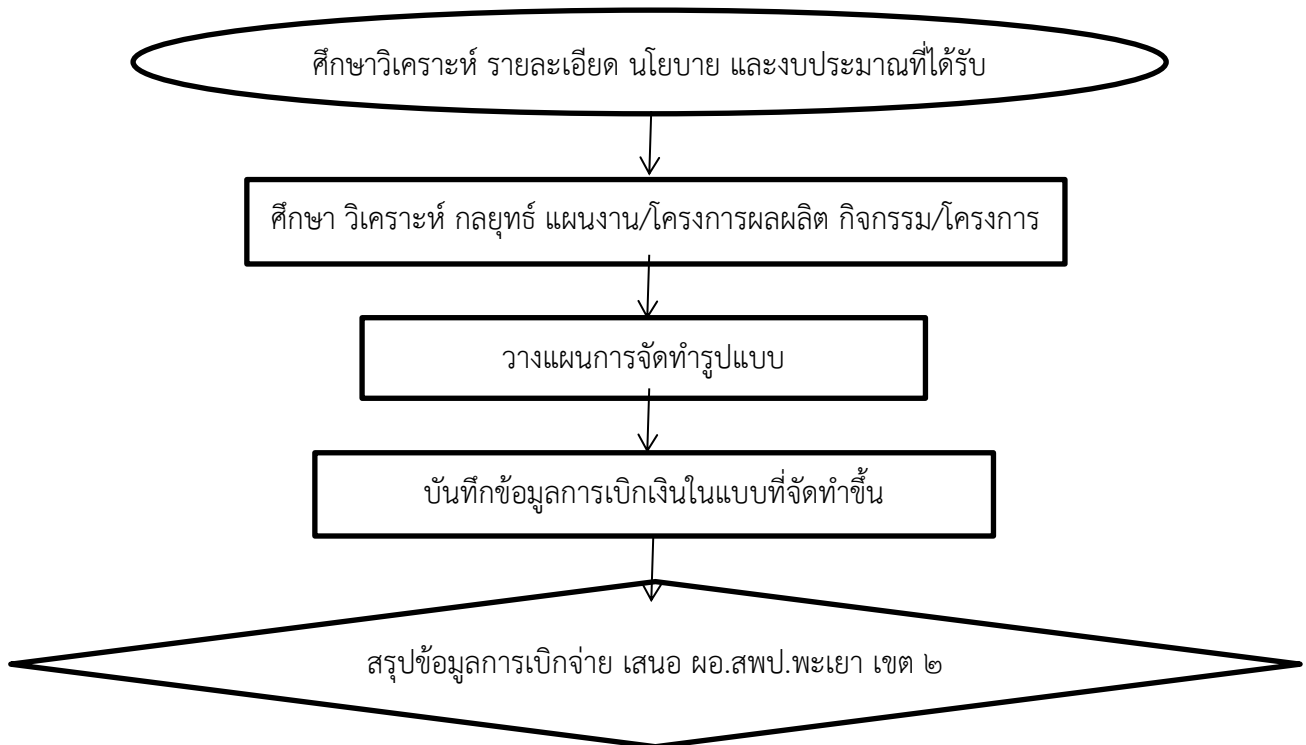 ศึกษาวิเคราะห์ รายละเอียด นโยบาย และงบประมาณที่ได้รับ
ศึกษา วิเคราะห์ กลยุทธ์ แผนงาน/โครงการผลผลิต กิจกรรม/โครงการ
วางแผนการจัดทำรูปแบบ
บันทึกข้อมูลการเบิกเงินในแบบที่จัดทำขึ้น
สรุปข้อมูลการเบิกจ่าย เสนอ ผอ.สพป.พะเยา เขต ๒